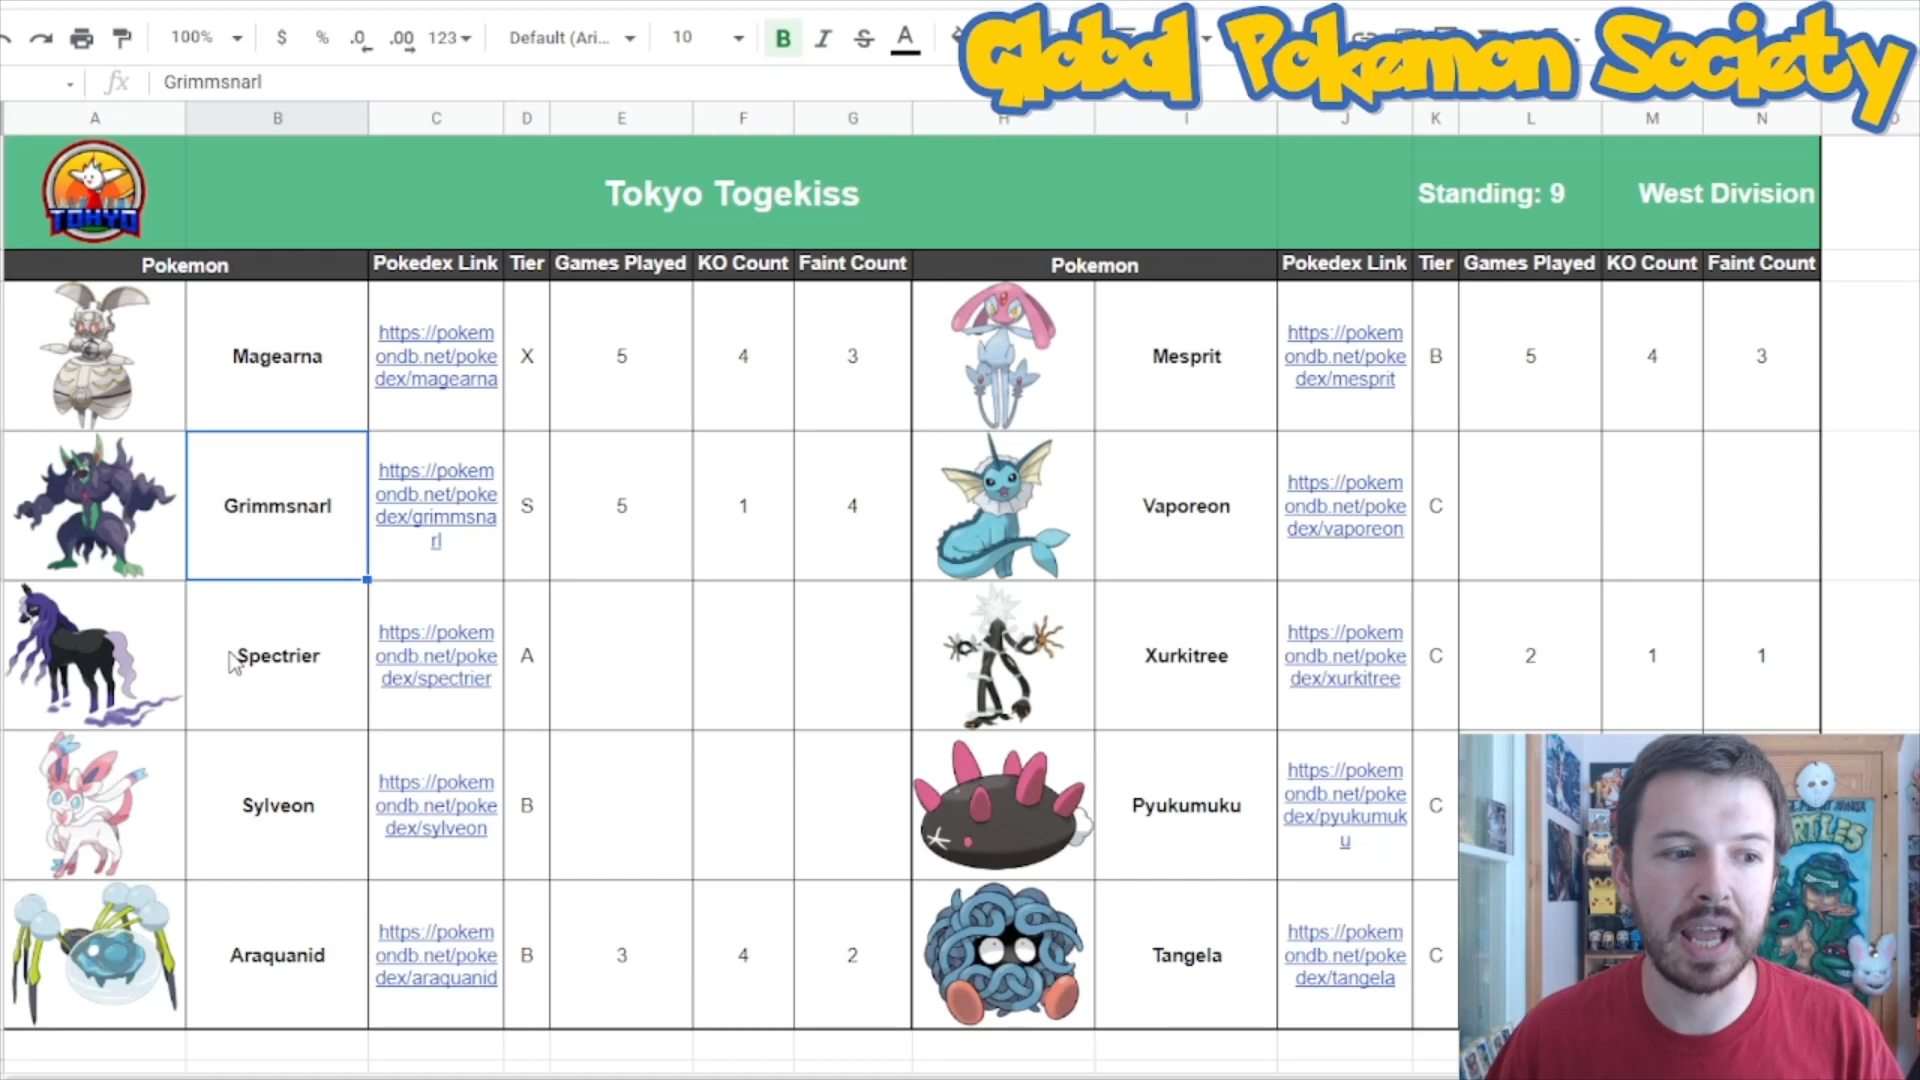 100% $ % .0 .00 123 Default (Ari... 10 B I S A
Global Pokemon Society
fx Grimmsnarl
A B C D E F G H I J K L M N O
TOKYO
Tokyo Togekiss Standing: 9 West Division
Pokemon Pokedex Link Tier Games Played KO Count Faint Count Pokemon Pokedex Link Tier Games Played KO Count Faint Count
Magearna https://pokemondb.net/pokedex/magearna X 5 4 3 Mesprit https://pokemondb.net/pokedex/mesprit B 5 4 3
Grimmsnarl https://pokemondb.net/pokedex/grimmsnarl S 5 1 4 Vaporeon https://pokemondb.net/pokedex/vaporeon C
Spectrier https://pokemondb.net/pokedex/spectrier A Xurkitree https://pokemondb.net/pokedex/xurkitree C 2 1 1
Sylveon https://pokemondb.net/pokedex/sylveon B Pyukumuku https://pokemondb.net/pokedex/pyukumuku C
Araquanid https://pokemondb.net/pokedex/araquanid B 3 4 2 Tangela https://pokemondb.net/pokedex/tangela C